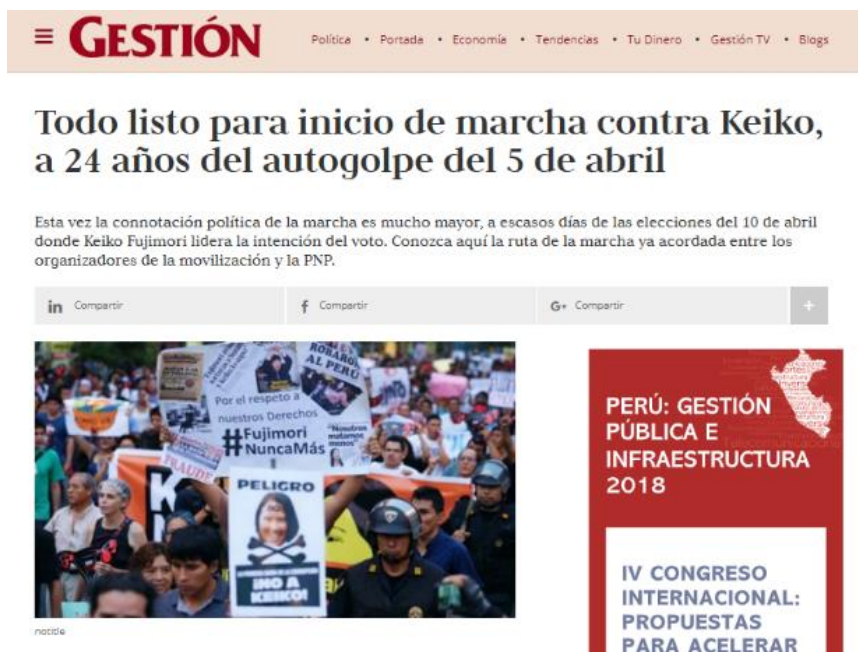 GESTIÓN
Política • Portada • Economía • Tendencias • Tu Dinero • Gestión TV • Blogs
Todo listo para inicio de marcha contra Keiko,
a 24 años del autogolpe del 5 de abril
Esta vez la connotación política de la marcha es mucho mayor, a escasos días de las elecciones del 10 de abril
donde Keiko Fujimori lidera la intención del voto. Conozca aquí la ruta de la marcha ya acordada entre los
organizadores de la movilización y la PNP.
in Compartir
f Compartir
G+ Compartir
+
ROBARON
AL PERÚ
Por el respeto a
nuestros Derechos
#Fujimori
NuncaMás
"Nosotros
matamos
menos"
FRAUDE
PELIGRO
¡NO A
KEIKO!
notitle
PERÚ: GESTIÓN
PÚBLICA E
INFRAESTRUCTURA
2018
IV CONGRESO
INTERNACIONAL:
PROPUESTAS
PARA ACELERAR